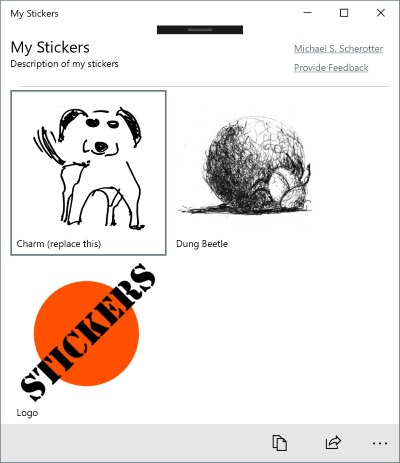 My Stickers
My Stickers
Description of my stickers
Michael S. Scherotter
Provide Feedback
Charm (replace this)
Dung Beetle
STICKERS
Logo